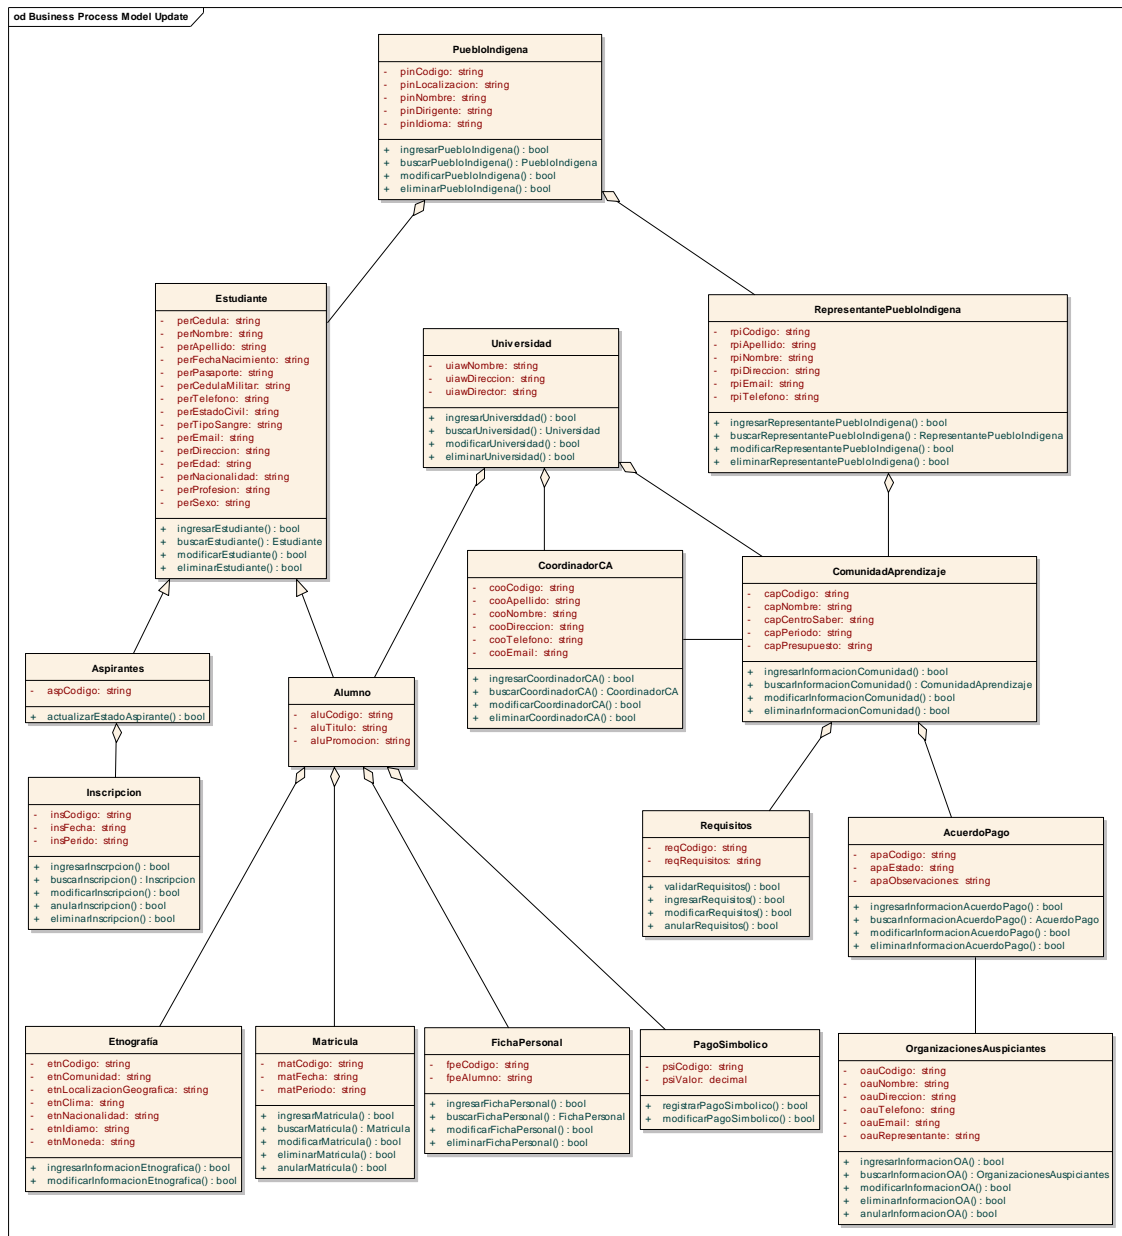 od Business Process Model Update
PuebloIndigena
- pinCodigo: string
- pinLocalizacion: string
- pinNombre: string
- pinDirigente: string
- pinIdioma: string
+ ingresarPuebloIndigena() : bool
+ buscarPuebloIndigena() : PuebloIndigena
+ modificarPuebloIndigena() : bool
+ eliminarPuebloIndigena() : bool
Estudiante
- perCedula: string
- perNombre: string
- perApellido: string
- perFechaNacimiento: string
- perPasaporte: string
- perCedulaMilitar: string
- perTelefono: string
- perEstadoCivil: string
- perTipoSangre: string
- perEmail: string
- perDireccion: string
- perEdad: string
- perNacionalidad: string
- perProfesion: string
- perSexo: string
+ ingresarEstudiante() : bool
+ buscarEstudiante() : Estudiante
+ modificarEstudiante() : bool
+ eliminarEstudiante() : bool
Universidad
- uiawNombre: string
- uiawDireccion: string
- uiawDirector: string
+ ingresarUniversddad() : bool
+ buscarUniversidad() : Universidad
+ modificarUniversidad() : bool
+ eliminarUniversidad() : bool
RepresentantePuebloIndigena
- rpiCodigo: string
- rpiApellido: string
- rpiNombre: string
- rpiDireccion: string
- rpiEmail: string
- rpiTelefono: string
+ ingresarRepresentantePuebloIndigena() : bool
+ buscarRepresentantePuebloIndigena() : RepresentantePuebloIndigena
+ modificarRepresentantePuebloIndigena() : bool
+ eliminarRepresentantePuebloIndigena() : bool
CoordinadorCA
- cooCodigo: string
- cooApellido: string
- cooNombre: string
- cooDireccion: string
- cooTelefono: string
- cooEmail: string
+ ingresarCoordinadorCA() : bool
+ buscarCoordinadorCA() : CoordinadorCA
+ modificarCoordinadorCA() : bool
+ eliminarCoordinadorCA() : bool
ComunidadAprendizaje
- capCodigo: string
- capNombre: string
- capCentroSaber: string
- capPeriodo: string
- capPresupuesto: string
+ ingresarInformacionComunidad() : bool
+ buscarInformacionComunidad() : ComunidadAprendizaje
+ modificarInformacionComunidad() : bool
+ eliminarInformacionComunidad() : bool
Aspirantes
- aspCodigo: string
+ actualizarEstadoAspirante() : bool
Alumno
- aluCodigo: string
- aluTitulo: string
- aluPromocion: string
Inscripcion
- insCodigo: string
- insFecha: string
- insPerido: string
+ ingresarInscrpcion() : bool
+ buscarInscripcion() : Inscripcion
+ modificarInscripcion() : bool
+ anularInscripcion() : bool
+ eliminarInscripcion() : bool
Requisitos
- reqCodigo: string
- reqRequisitos: string
+ validarRequisitos() : bool
+ ingresarRequisitos() : bool
+ modificarRequisitos() : bool
+ anularRequisitos() : bool
AcuerdoPago
- apaCodigo: string
- apaEstado: string
- apaObservaciones: string
+ ingresarInformacionAcuerdoPago() : bool
+ buscarInformacionAcuerdoPago() : AcuerdoPago
+ modificarInformacionAcuerdoPago() : bool
+ eliminarInformacionAcuerdoPago() : bool
Etnografía
- etnCodigo: string
- etnComunidad: string
- etnLocalizacionGeografica: string
- etnClima: string
- etnNacionalidad: string
- etnIdiamo: string
- etnMoneda: string
+ ingresarInformacionEtnografica() : bool
+ modificarInformacionEtnografica() : bool
Matricula
- matCodigo: string
- matFecha: string
- matPeriodo: string
+ ingresarMatricula() : bool
+ buscarMatricula() : Matricula
+ modificarMatricula() : bool
+ eliminarMatricula() : bool
+ anularMatricula() : bool
FichaPersonal
- fpeCodigo: string
- fpeAlumno: string
+ ingresarFichaPersonal() : bool
+ buscarFichaPersonal() : FichaPersonal
+ modificarFichaPersonal() : bool
+ eliminarFichaPersonal() : bool
PagoSimbolico
- psiCodigo: string
- psiValor: decimal
+ registrarPagoSimbolico() : bool
+ modificarPagoSimbolico() : bool
OrganizacionesAuspiciantes
- oauCodigo: string
- oauNombre: string
- oauDireccion: string
- oauTelefono: string
- oauEmail: string
- oauRepresentante: string
+ ingresarInformacionOA() : bool
+ buscarInformacionOA() : OrganizacionesAuspiciantes
+ modificarInformacionOA() : bool
+ eliminarInformacionOA() : bool
+ anularInformacionOA() : bool